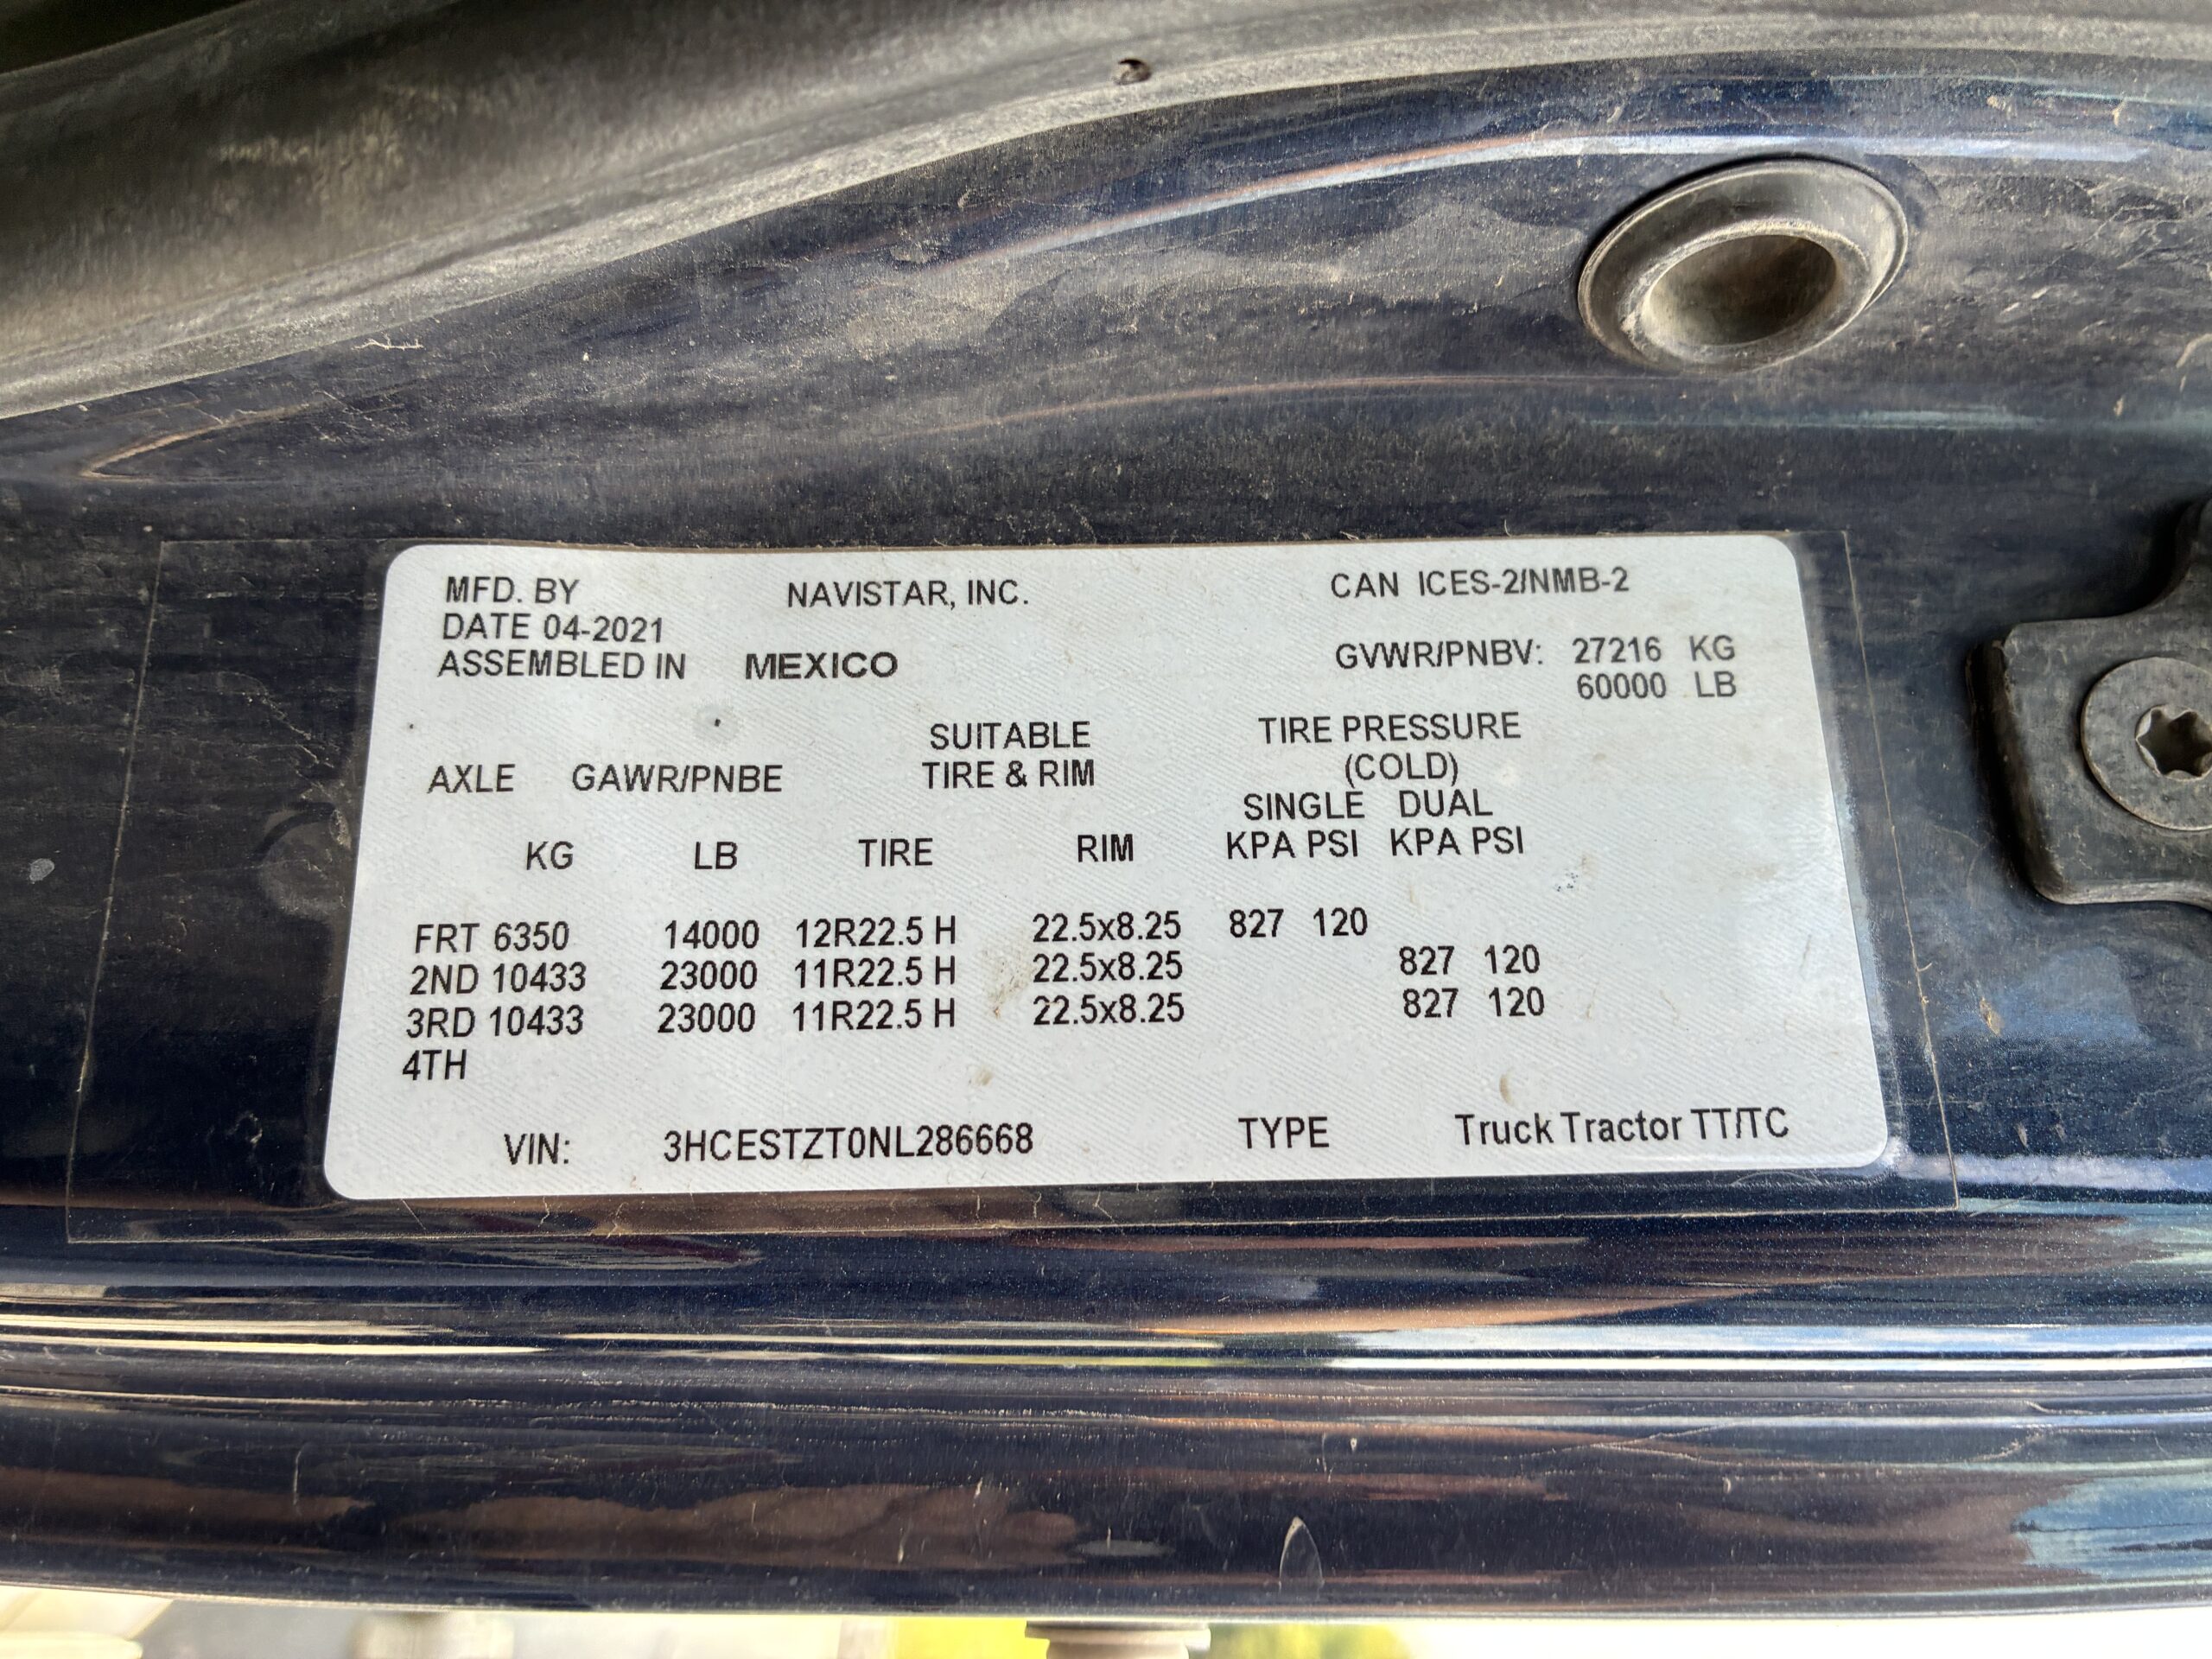 MFD. BY NAVISTAR, INC. CAN ICES-2/NMB-2
DATE 04-2021
ASSEMBLED IN MEXICO GVWR/PNBV: 27216 KG
60000 LB
SUITABLE TIRE PRESSURE
AXLE GAWR/PNBE TIRE & RIM (COLD)
SINGLE DUAL
KG LB TIRE RIM KPA PSI KPA PSI
FRT 6350 14000 12R22.5 H 22.5x8.25 827 120
2ND 10433 23000 11R22.5 H 22.5x8.25 827 120
3RD 10433 23000 11R22.5 H 22.5x8.25 827 120
4TH
VIN: 3HCESTZT0NL286668 TYPE Truck Tractor TT/TC